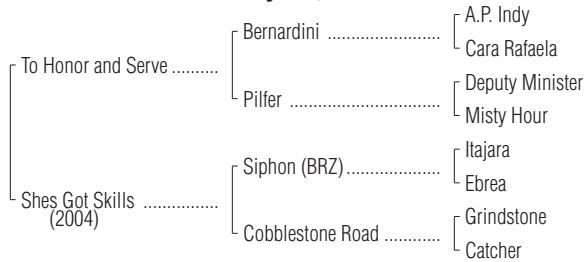 A.P. Indy
Bernardini ...................
Cara Rafaela
To Honor and Serve ..........
Deputy Minister
Pilfer ................................
Misty Hour
Itajara
Siphon (BRZ)....................
Ebrea
Shes Got Skills ................
(2004)
Grindstone
Cobblestone Road ............
Catcher